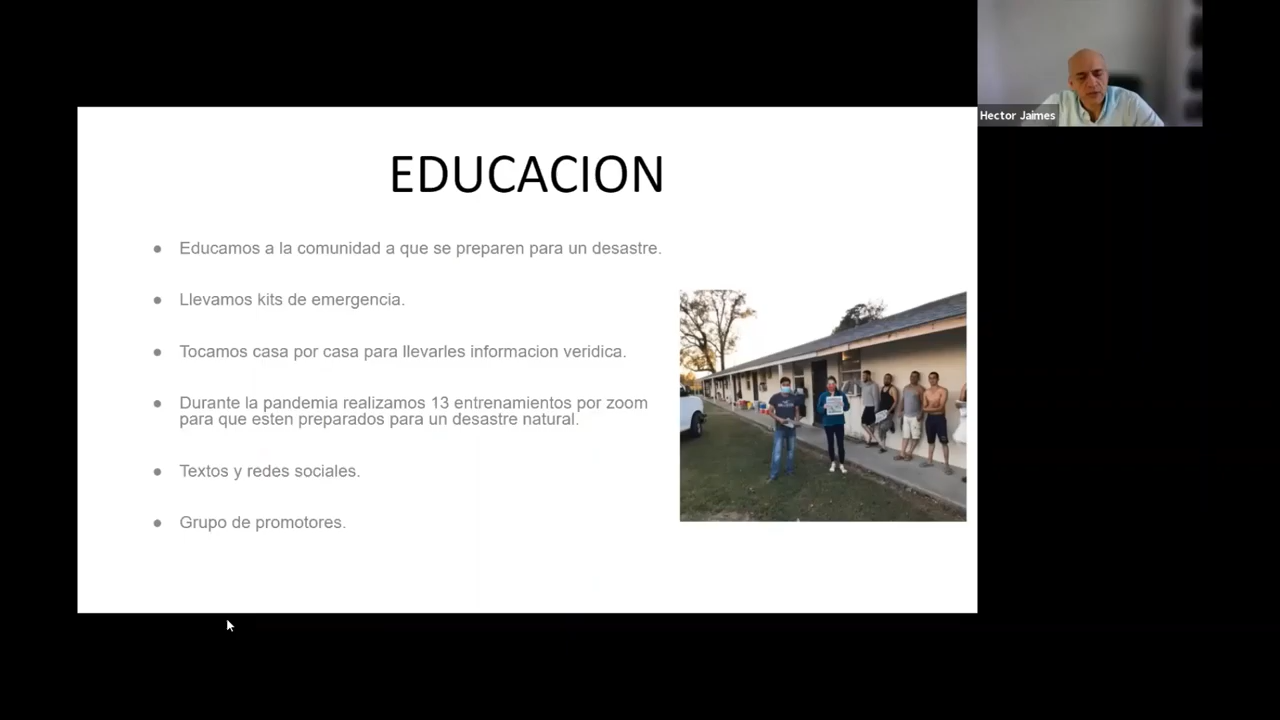 EDUCACION
● Educamos a la comunidad a que se preparen para un desastre.
● Llevamos kits de emergencia.
● Tocamos casa por casa para llevarles informacion veridica.
● Durante la pandemia realizamos 13 entrenamientos por zoom
para que esten preparados para un desastre natural.
● Textos y redes sociales.
● Grupo de promotores.
Hector Jaimes